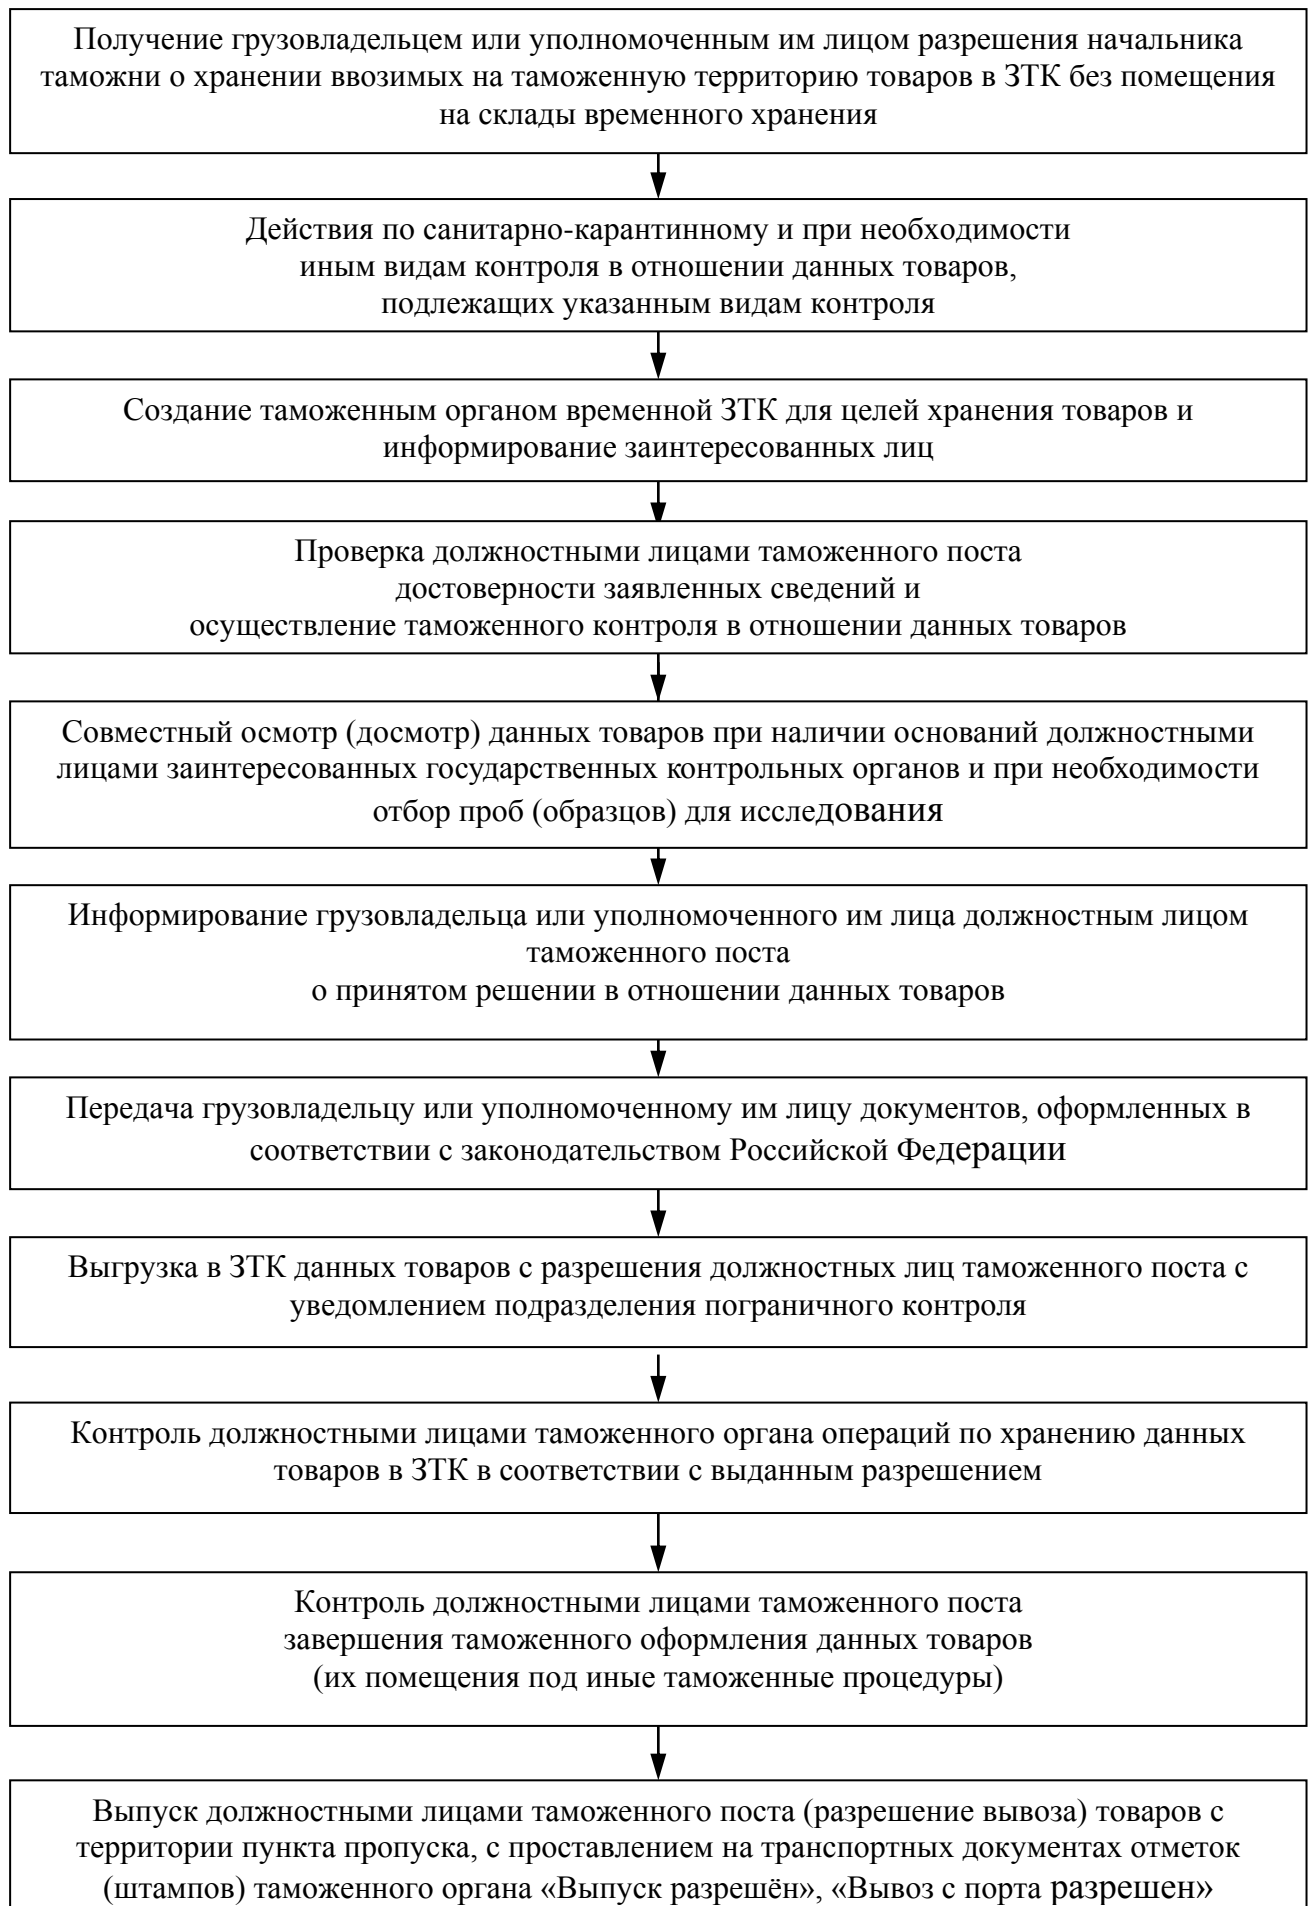 Получение грузовладельцем или уполномоченным им лицом разрешения начальника
таможни о хранении ввозимых на таможенную территорию товаров в ЗТК без помещения
на склады временного хранения
Действия по санитарно-карантинному и при необходимости
иным видам контроля в отношении данных товаров,
подлежащих указанным видам контроля
Создание таможенным органом временной ЗТК для целей хранения товаров и
информирование заинтересованных лиц
Проверка должностными лицами таможенного поста
достоверности заявленных сведений и
осуществление таможенного контроля в отношении данных товаров
Совместный осмотр (досмотр) данных товаров при наличии оснований должностными
лицами заинтересованных государственных контрольных органов и при необходимости
отбор проб (образцов) для исследования
Информирование грузовладельца или уполномоченного им лица должностным лицом
таможенного поста
о принятом решении в отношении данных товаров
Передача грузовладельцу или уполномоченному им лицу документов, оформленных в
соответствии с законодательством Российской Федерации
Выгрузка в ЗТК данных товаров с разрешения должностных лиц таможенного поста с
уведомлением подразделения пограничного контроля
Контроль должностными лицами таможенного органа операций по хранению данных
товаров в ЗТК в соответствии с выданным разрешением
Контроль должностными лицами таможенного поста
завершения таможенного оформления данных товаров
(их помещения под иные таможенные процедуры)
Выпуск должностными лицами таможенного поста (разрешение вывоза) товаров с
территории пункта пропуска, с проставлением на транспортных документах отметок
(штампов) таможенного органа «Выпуск разрешён», «Вывоз с порта разрешен»